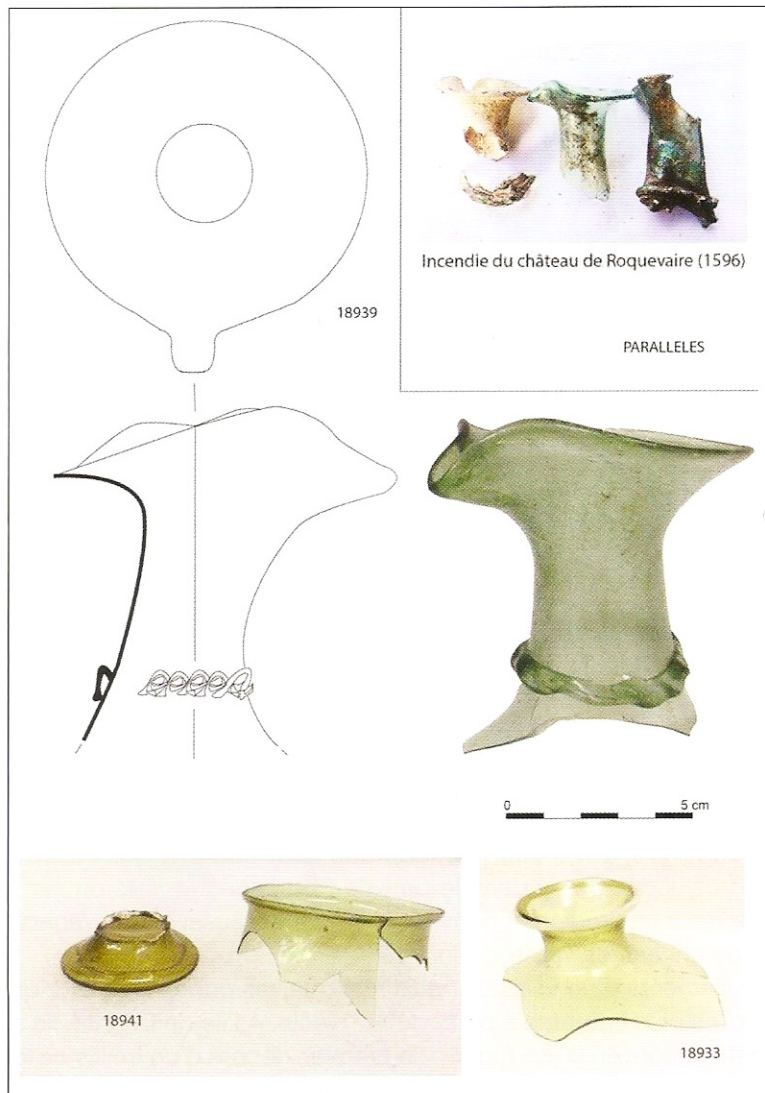 Incendie du château de Roquevaire (1596)
18939
PARALLELES
0 5 cm
18941
18933